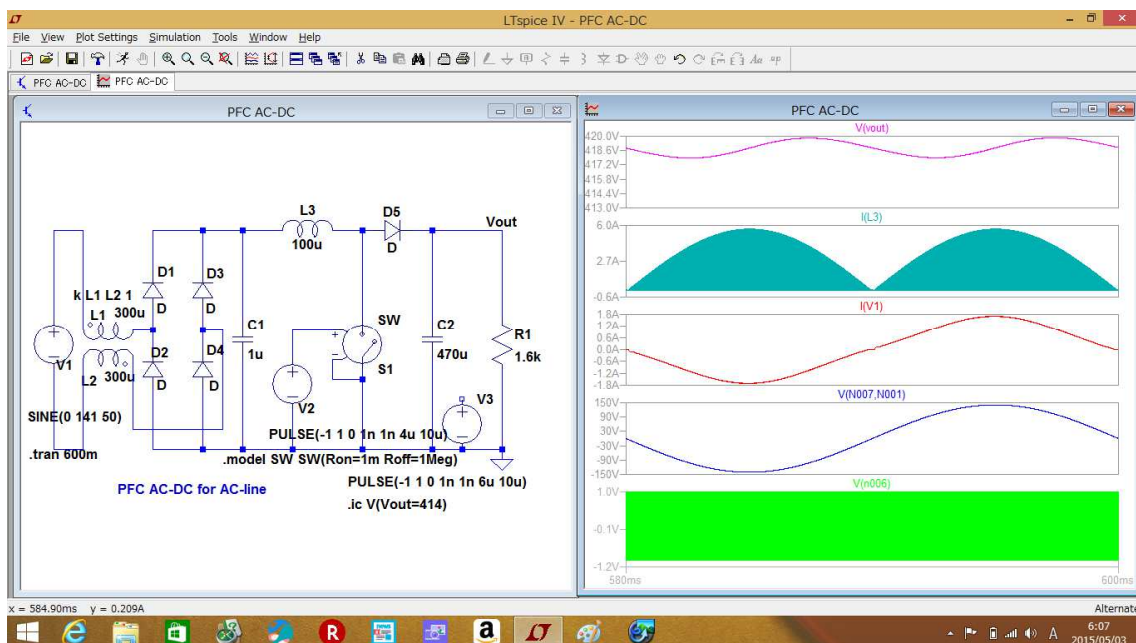 LTspice IV - PFC AC-DC
File View Plot Settings Simulation Tools Window Help
PFC AC-DC PFC AC-DC
PFC AC-DC
L3
100u
D5
D
Vout
D1
D
D3
D
k L1 L2 1
L1 300u
V1
D2
D
D4
D
L2 300u
C1
1u
SW
S1
C2
470u
R1
1.6k
V2
V3
SINE(0 141 50)
PULSE(-1 1 0 1n 1n 4u 10u)
.tran 600m
.model SW SW(Ron=1m Roff=1Meg)
PULSE(-1 1 0 1n 1n 6u 10u)
PFC AC-DC for AC-line
.ic V(Vout=414)
PFC AC-DC
V(vout)
420.0V
418.6V
417.2V
415.8V
414.4V
413.0V
I(L3)
6.0A
2.7A
-0.6A
I(V1)
1.8A
1.2A
0.6A
0.0A
-0.6A
-1.2A
-1.8A
V(N007,N001)
150V
90V
30V
-30V
-90V
-150V
V(n006)
1.0V
-0.1V
-1.2V
580ms 600ms
x = 584.90ms y = 0.209A
Alternate
R
a
A
6:07
2015/05/03